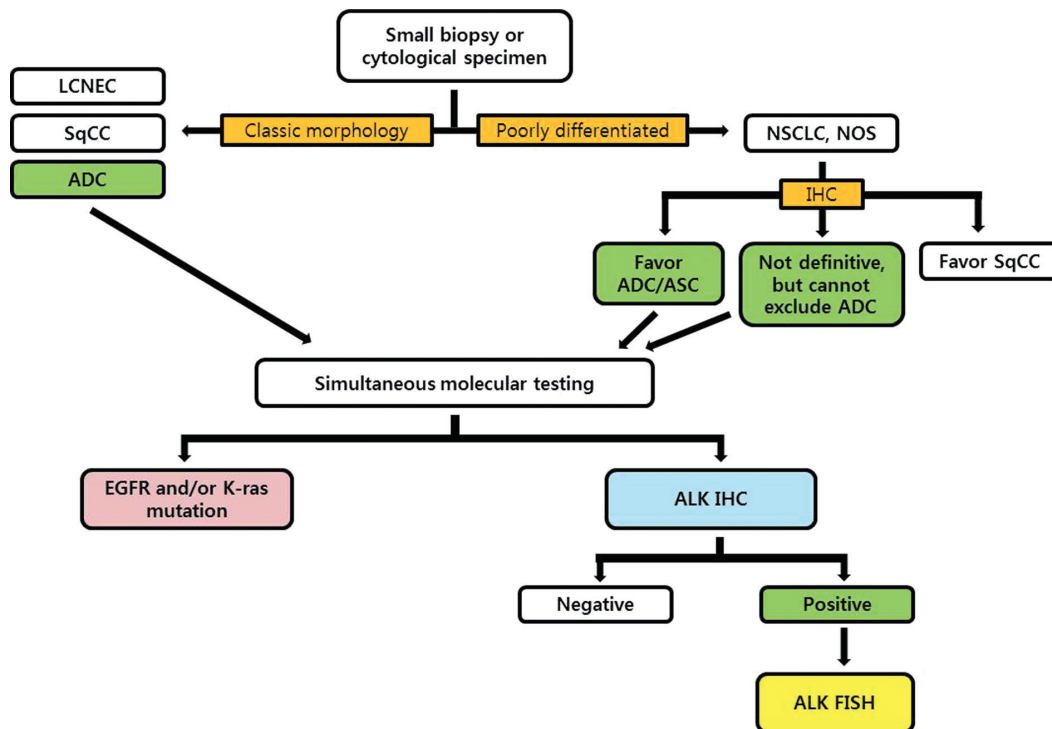 Small biopsy or
cytological specimen
LCNEC
SqCC
ADC
Classic morphology
Poorly differentiated
NSCLC, NOS
IHC
Favor
ADC/ASC
Not definitive,
but cannot
exclude ADC
Favor SqCC
Simultaneous molecular testing
EGFR and/or K-ras
mutation
ALK IHC
Negative
Positive
ALK FISH